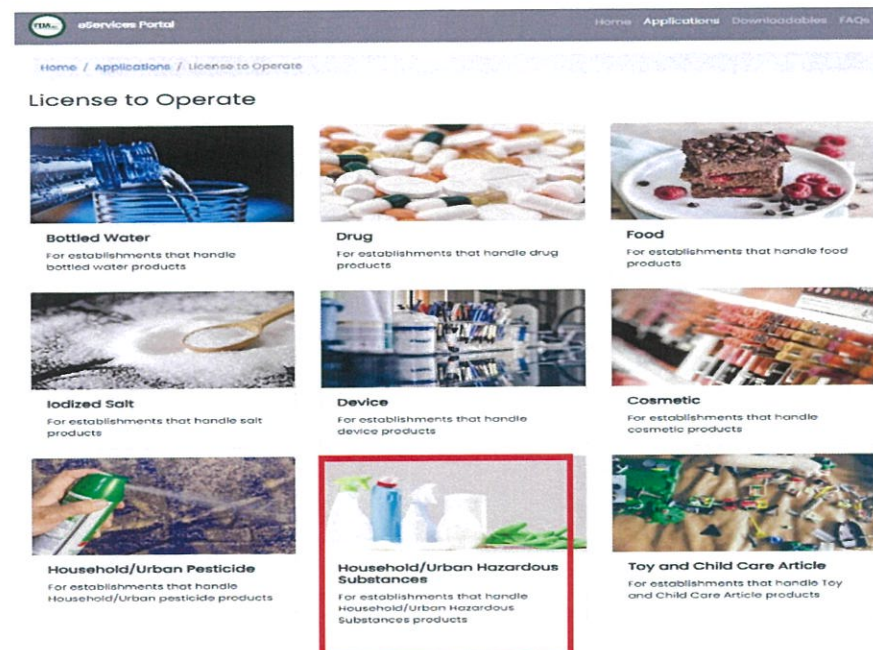 FDA
eServices Portal
Home Applications Downloadables FAQs
Home / Applications / License to Operate
License to Operate
Bottled Water
For establishments that handle
bottled water products
Drug
For establishments that handle drug
products
Food
For establishments that handle food
products
Iodized Salt
For establishments that handle salt
products
Device
For establishments that handle
device products
Cosmetic
For establishments that handle
cosmetic products
Household/Urban Pesticide
For establishments that handle
Household/Urban pesticide products
Household/Urban Hazardous
Substances
For establishments that handle
Household/Urban Hazardous
Substances products
Toy and Child Care Article
For establishments that handle Toy
and Child Care Article products